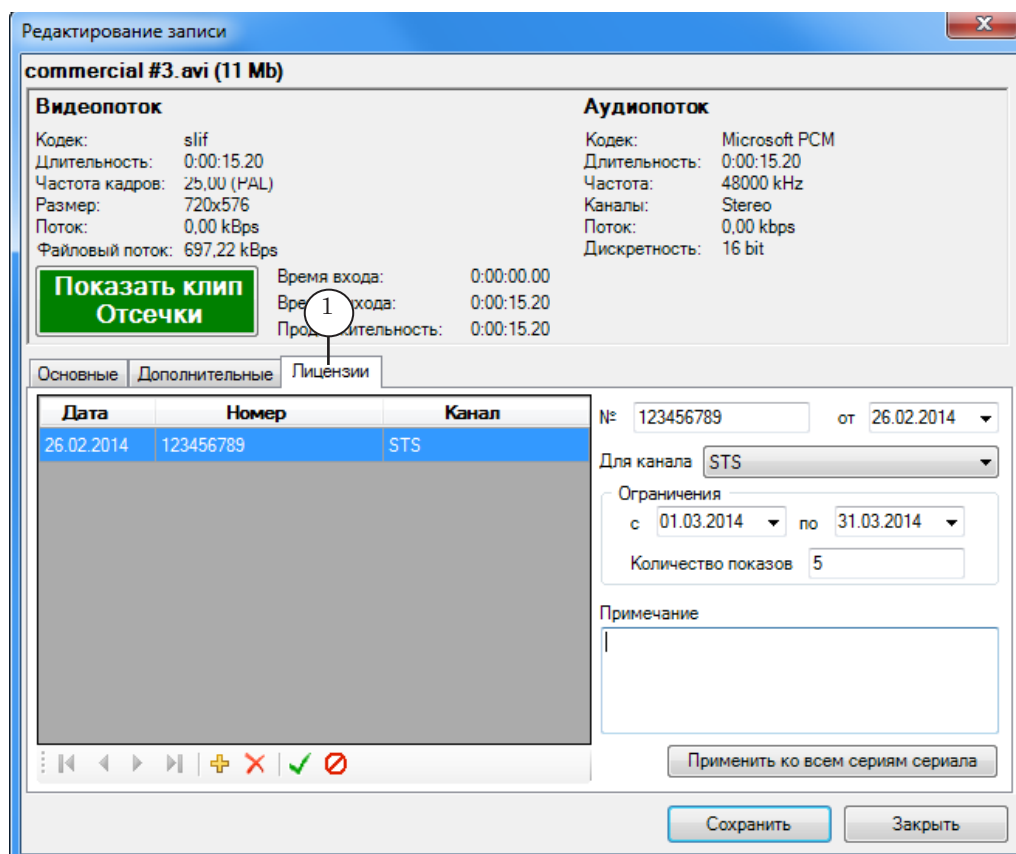 Редактирование записи
commercial #3.avi (11 Mb)
Видеопоток
Кодек: slif
Длительность: 0:00:15.20
Частота кадров: 25,00 (PAL)
Размер: 720x576
Поток: 0,00 kBps
Файловый поток: 697,22 kBps
Аудиопоток
Кодек: Microsoft PCM
Длительность: 0:00:15.20
Частота: 48000 kHz
Каналы: Stereo
Поток: 0,00 kbps
Дискретность: 16 bit
Показать клип
Отсечки
Время входа: 0:00:00.00
0:00:15.20
0:00:15.20
1
Основные Дополнительные Лицензии
Дата Номер Канал
26.02.2014 123456789 STS
№ 123456789 от 26.02.2014
Для канала STS
Ограничения
с 01.03.2014 по 31.03.2014
Количество показов 5
Примечание
Применить ко всем сериям сериала
Сохранить Закрыть